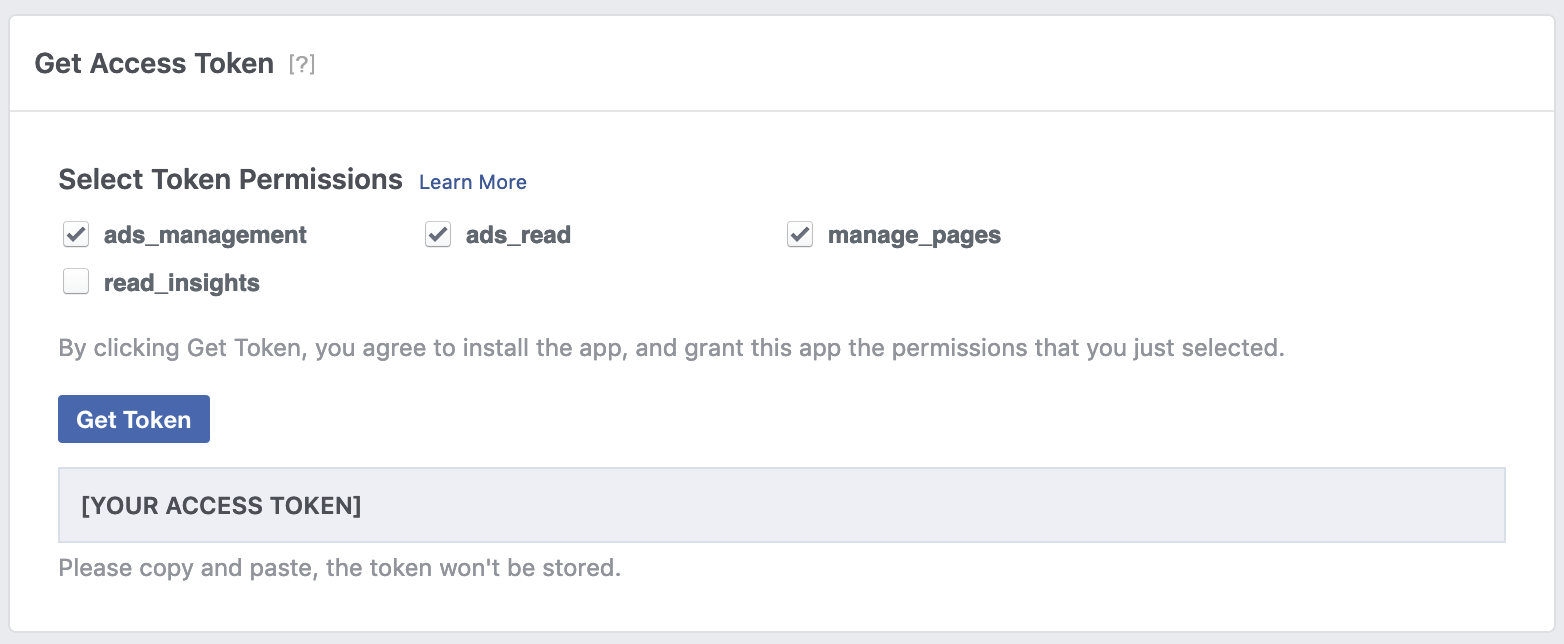 Get Access Token [?]
Select Token Permissions Learn More
ads_management ads_read manage_pages
read_insights
By clicking Get Token, you agree to install the app, and grant this app the permissions that you just selected.
Get Token
[YOUR ACCESS TOKEN]
Please copy and paste, the token won't be stored.